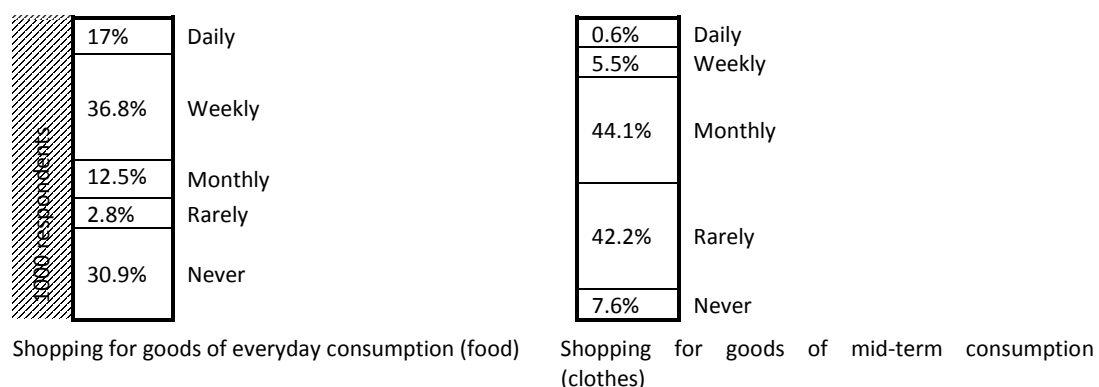 1000 respondents
17% Daily
36.8% Weekly
12.5% Monthly
2.8% Rarely
30.9% Never
Shopping for goods of everyday consumption (food)
0.6% Daily
5.5% Weekly
44.1% Monthly
42.2% Rarely
7.6% Never
Shopping for goods of mid-term consumption
(clothes)